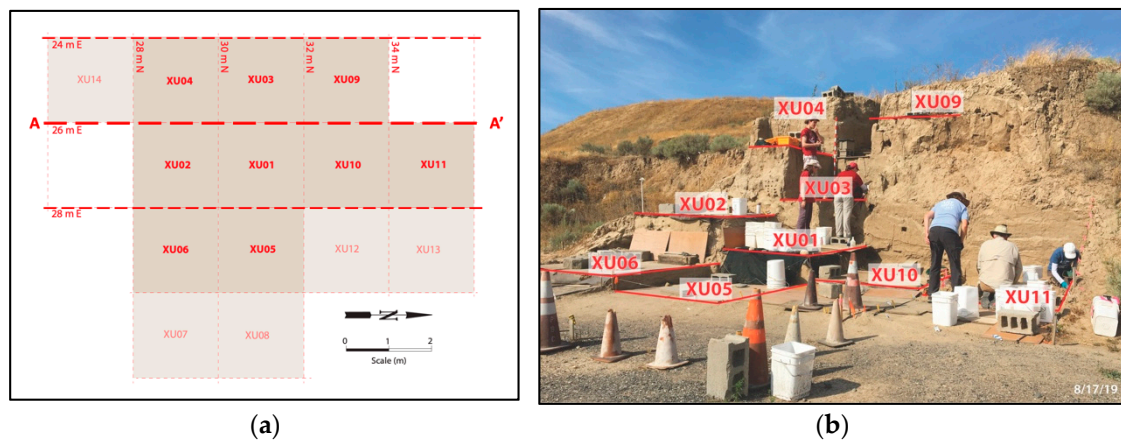 24 m E
28 m N
30 m N
32 m N
34 m N
XU14
XU04
XU03
XU09
A
A'
26 m E
XU02
XU01
XU10
XU11
28 m E
XU06
XU05
XU12
XU13
XU07
XU08
N
0
1
2
Scale (m)
XU04
XU09
XU03
XU02
XU01
XU06
XU10
XU05
XU11
8/17/19
(a)
(b)